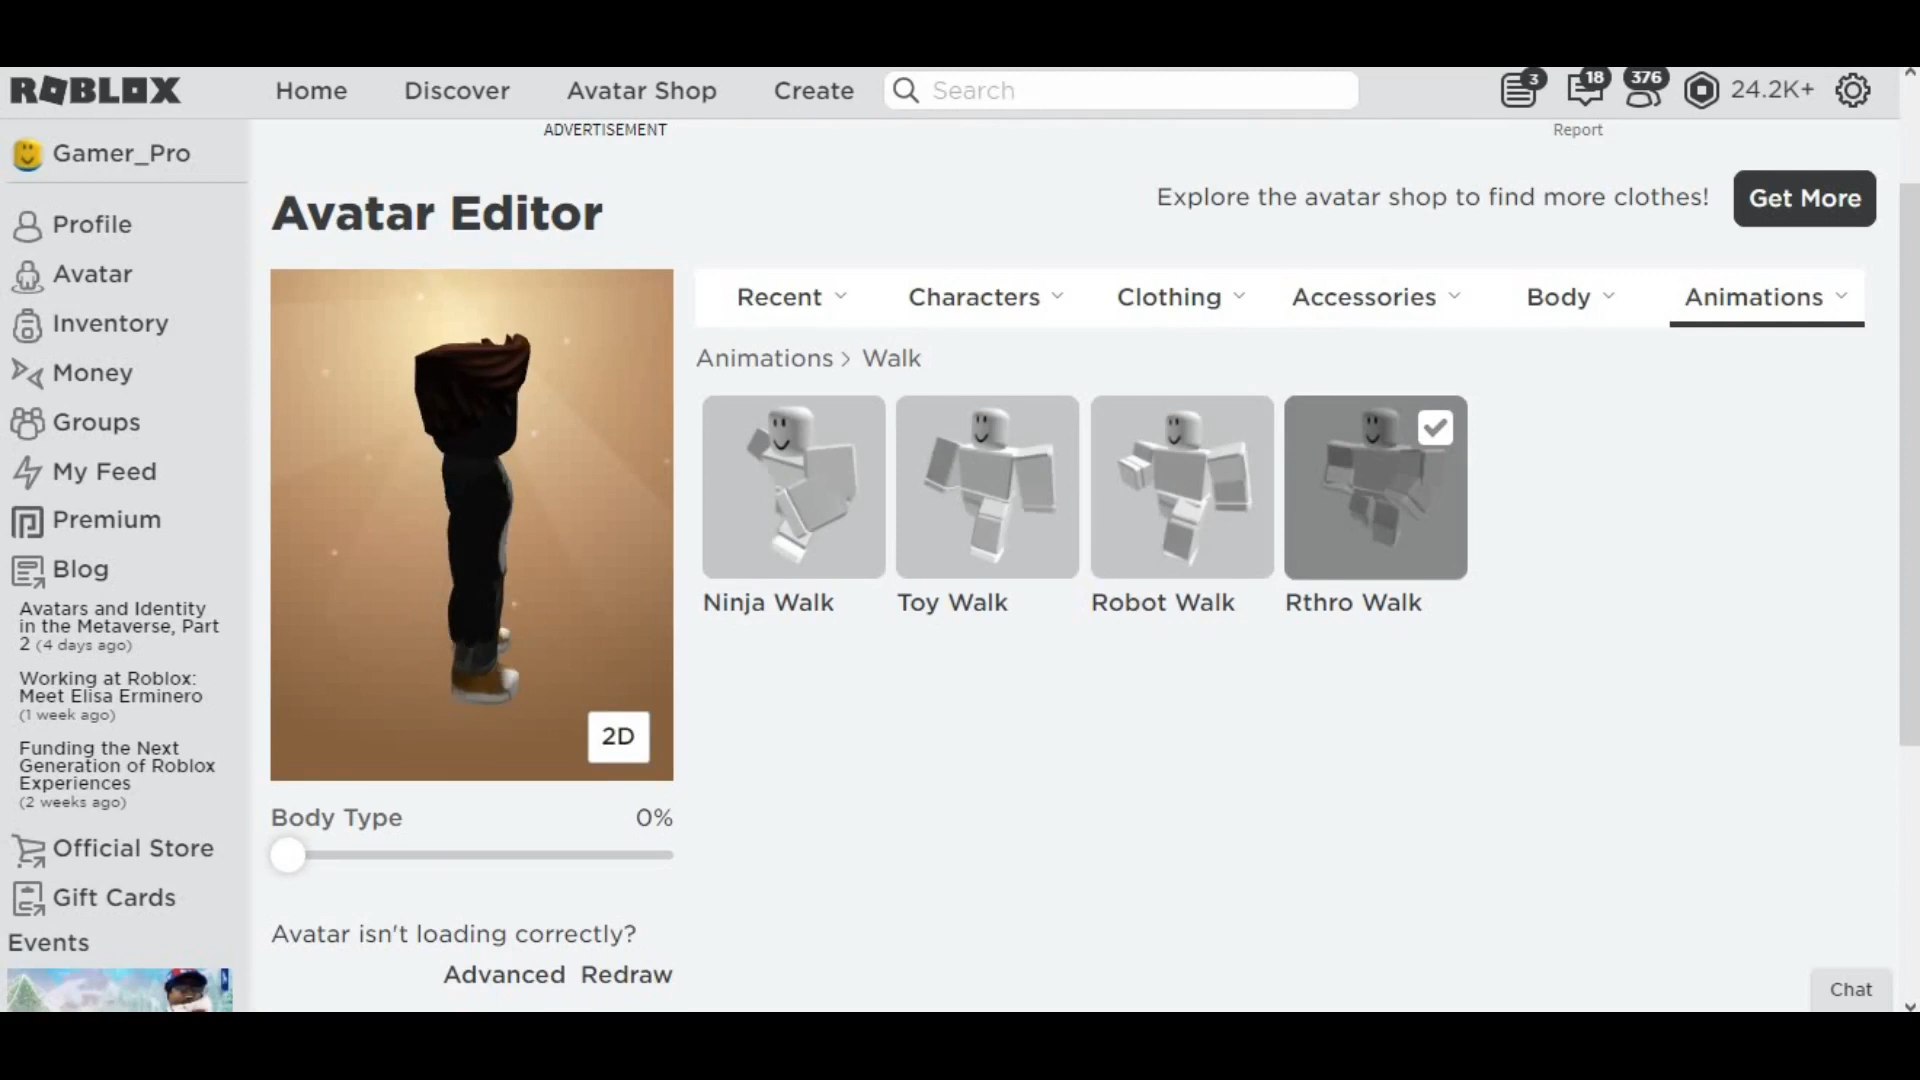 ROBLOX
Home
Discover
Avatar Shop
Create
Search
3
18
376
24.2K+
ADVERTISEMENT
Report
Gamer_Pro
Profile
Avatar
Inventory
Money
Groups
My Feed
Premium
Blog
Avatars and Identity
in the Metaverse, Part
2 (4 days ago)
Working at Roblox:
Meet Elisa Erminero
(1 week ago)
Funding the Next
Generation of Roblox
Experiences
(2 weeks ago)
Official Store
Gift Cards
Events
Avatar Editor
Explore the avatar shop to find more clothes!
Get More
Recent
Characters
Clothing
Accessories
Body
Animations
Animations > Walk
Ninja Walk
Toy Walk
Robot Walk
Rthro Walk
2D
Body Type
0%
Avatar isn't loading correctly?
Advanced
Redraw
Chat